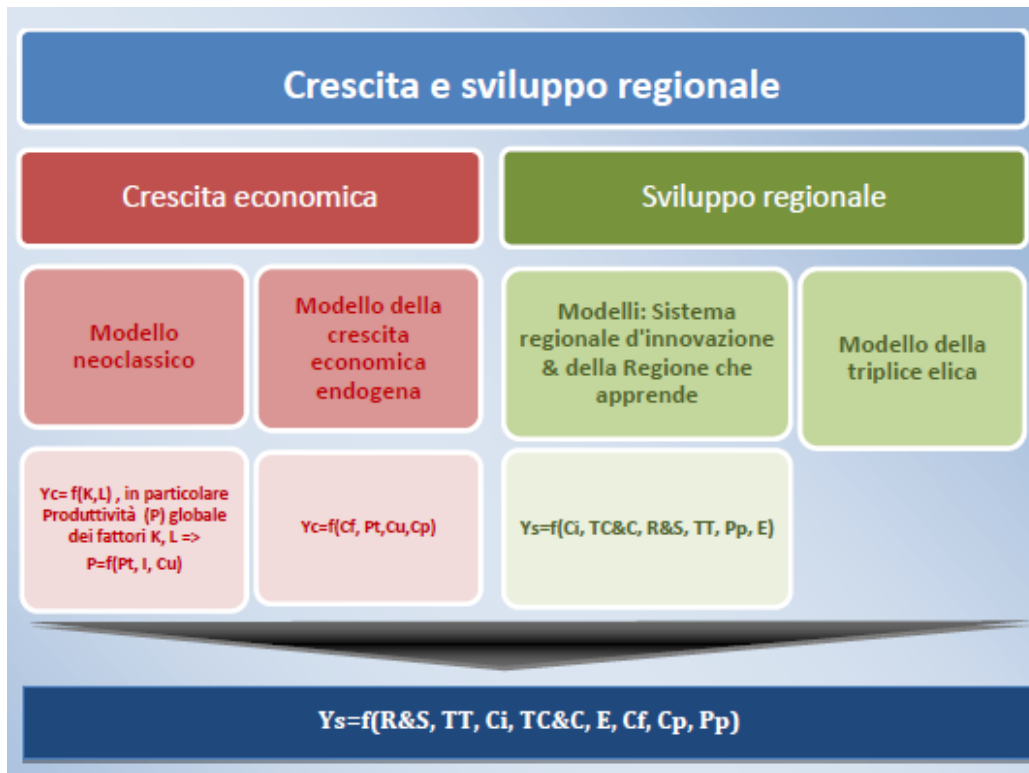 Crescita e sviluppo regionale
Crescita economica
Sviluppo regionale
Modello
neoclassico
Modello della
crescita
economica
endogena
Modelli: Sistema
regionale d'innovazione
& della Regione che
apprende
Modello della
triplice elica
Yc= f(K,L) , in particolare
Produttività (P) globale
dei fattori K, L =>
P=f(Pt, I, Cu)
Yc=f(Cf, Pt,Cu,Cp)
Ys=f(Ci, TC&C, R&S, TT, Pp, E)
Ys=f(R&S, TT, Ci, TC&C, E, Cf, Cp, Pp)